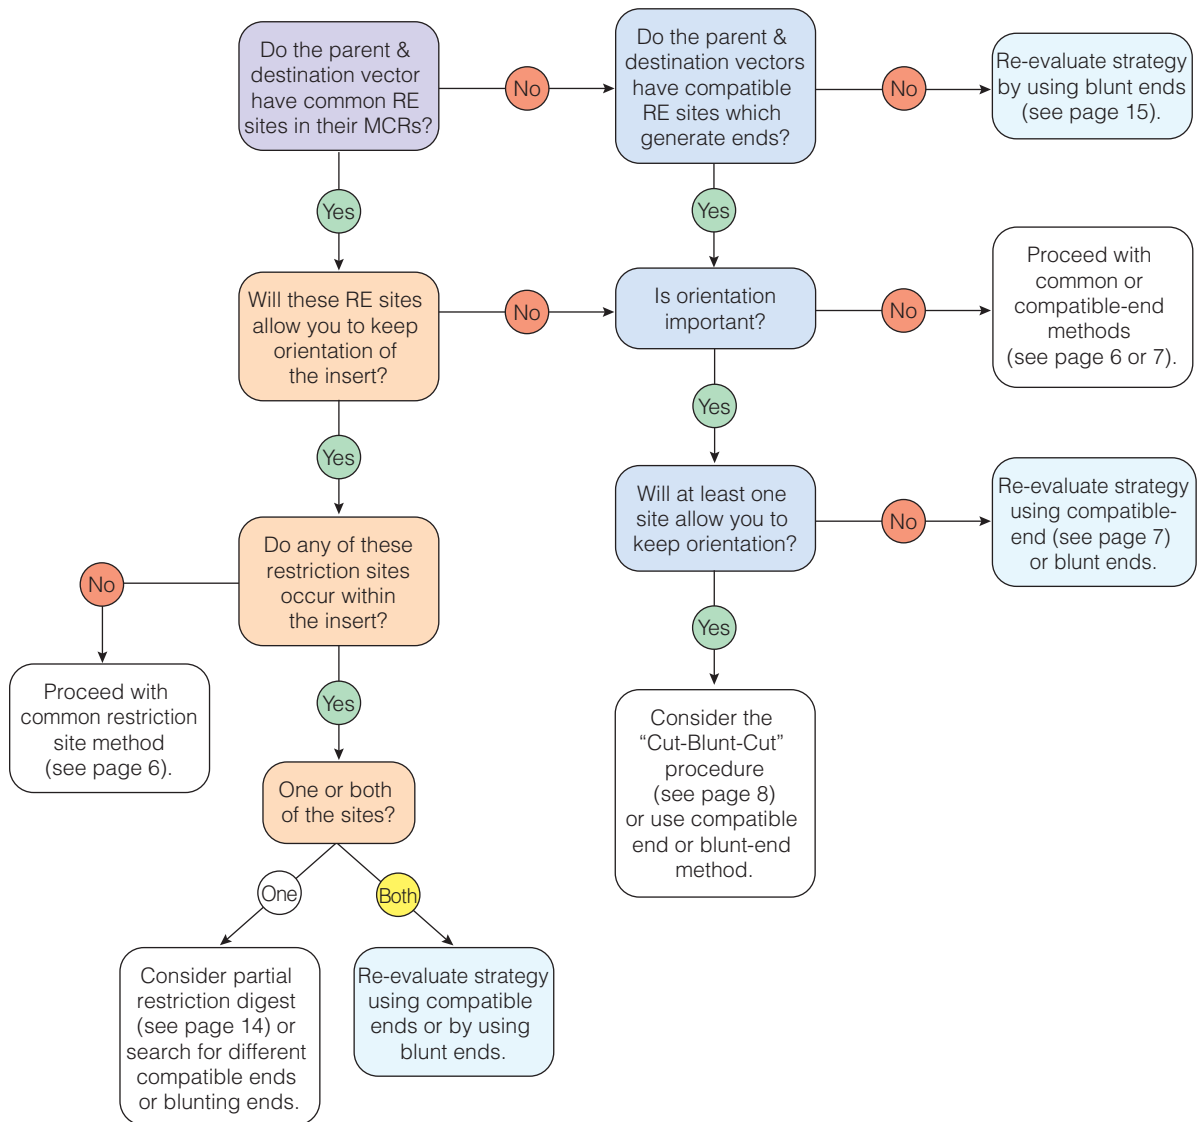 Do the parent &
destination vector
have common RE
sites in their MCRs?
No
Do the parent &
destination vectors
have compatible
RE sites which
generate ends?
No
Re-evaluate strategy
by using blunt ends
(see page 15).
Yes
Yes
Will these RE sites
allow you to keep
orientation of
the insert?
No
Is orientation
important?
No
Proceed with
common or
compatible-end
methods
(see page 6 or 7).
Yes
Yes
Do any of these
restriction sites
occur within
the insert?
Will at least one
site allow you to
keep orientation?
No
Re-evaluate strategy
using compatible-
end (see page 7)
or blunt ends.
No
Yes
Yes
Proceed with
common restriction
site method
(see page 6).
One or both
of the sites?
Consider the
“Cut-Blunt-Cut”
procedure
(see page 8)
or use compatible
end or blunt-end
method.
One
Both
Consider partial
restriction digest
(see page 14) or
search for different
compatible ends
or blunting ends.
Re-evaluate strategy
using compatible
ends or by using
blunt ends.